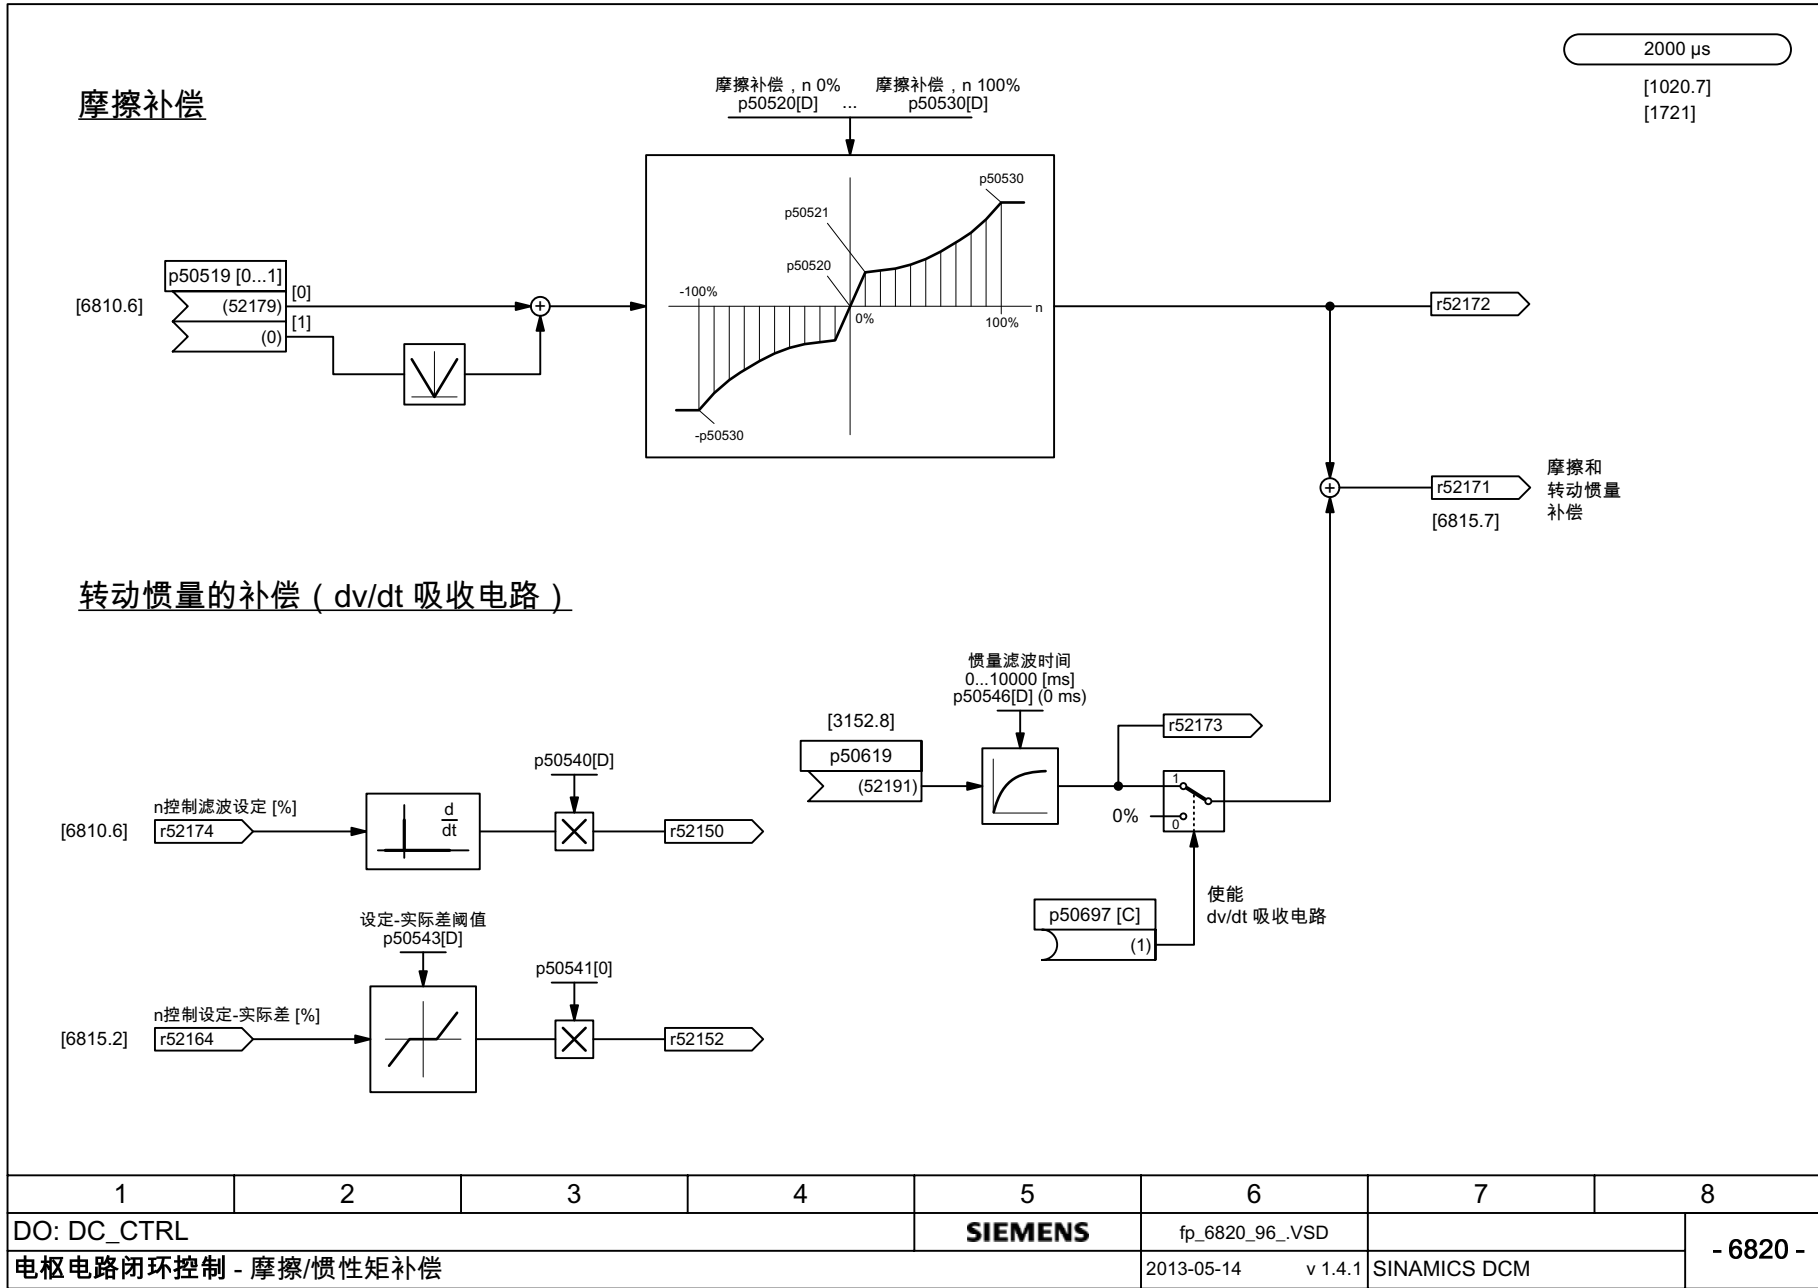 2000 µs
[1020.7]
[1721]
摩擦补偿
摩擦补偿，n 0%
p50520[D]
...
摩擦补偿，n 100%
p50530[D]
p50530
p50521
p50520
-100%
0%
100%
n
-p50530
[6810.6]
p50519 [0...1]
(52179)
[0]
(0)
[1]
+
r52172
+
r52171
[6815.7]
摩擦和
转动惯量
补偿
转动惯量的补偿（dv/dt 吸收电路）
惯量滤波时间
0...10000 [ms]
p50546[D] (0 ms)
[3152.8]
p50619
(52191)
r52173
1
0
0%
使能
dv/dt 吸收电路
p50697 [C]
(1)
p50540[D]
n控制滤波设定 [%]
[6810.6]
r52174
d
dt
r52150
设定-实际差阈值
p50543[D]
p50541[0]
n控制设定-实际差 [%]
[6815.2]
r52164
r52152
1 2 3 4 5 6 7 8
DO: DC_CTRL
SIEMENS
fp_6820_96_.VSD
- 6820 -
电枢电路闭环控制 - 摩擦/惯性矩补偿
2013-05-14
v 1.4.1
SINAMICS DCM